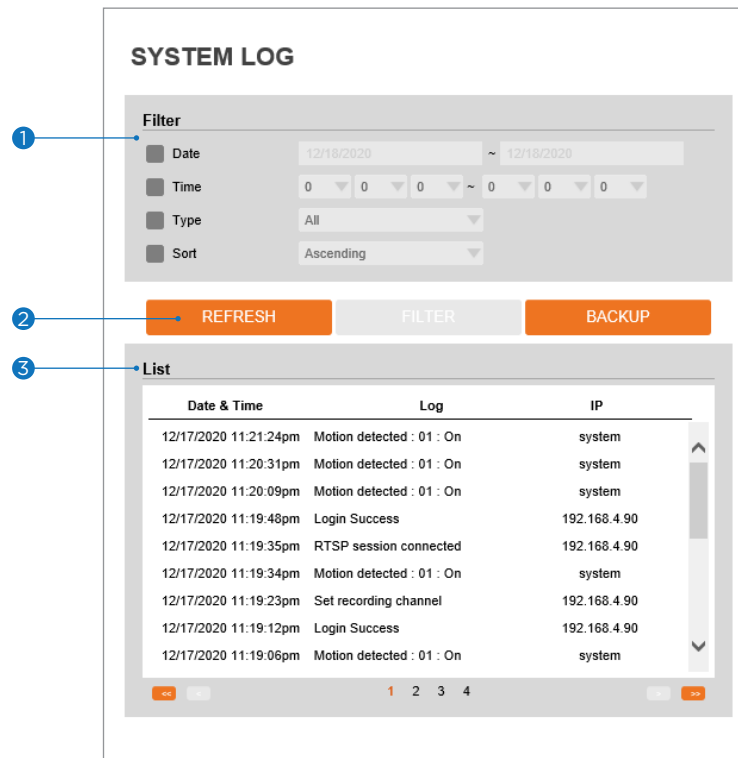 SYSTEM LOG
1
Filter
Date 12/18/2020 ~ 12/18/2020
Time 0 0 0 ~ 0 0 0
Type All
Sort Ascending
2
REFRESH FILTER BACKUP
3
List
Date & Time Log IP
12/17/2020 11:21:24pm Motion detected : 01 : On system
12/17/2020 11:20:31pm Motion detected : 01 : On system
12/17/2020 11:20:09pm Motion detected : 01 : On system
12/17/2020 11:19:48pm Login Success 192.168.4.90
12/17/2020 11:19:35pm RTSP session connected 192.168.4.90
12/17/2020 11:19:34pm Motion detected : 01 : On system
12/17/2020 11:19:23pm Set recording channel 192.168.4.90
12/17/2020 11:19:12pm Login Success 192.168.4.90
12/17/2020 11:19:06pm Motion detected : 01 : On system
<< < 1 2 3 4 > >>